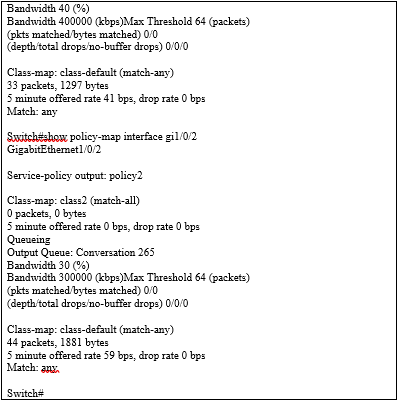 Bandwidth 40 (%)
Bandwidth 400000 (kbps)Max Threshold 64 (packets)
(pkts matched/bytes matched) 0/0
(depth/total drops/no-buffer drops) 0/0/0
Class-map: class-default (match-any)
33 packets, 1297 bytes
5 minute offered rate 41 bps, drop rate 0 bps
Match: any
Switch#show policy-map interface gi1/0/2
GigabitEthernet1/0/2
Service-policy output: policy2
Class-map: class2 (match-all)
0 packets, 0 bytes
5 minute offered rate 0 bps, drop rate 0 bps
Queueing
Output Queue: Conversation 265
Bandwidth 30 (%)
Bandwidth 300000 (kbps)Max Threshold 64 (packets)
(pkts matched/bytes matched) 0/0
(depth/total drops/no-buffer drops) 0/0/0
Class-map: class-default (match-any)
44 packets, 1881 bytes
5 minute offered rate 59 bps, drop rate 0 bps
Match: any
Switch#